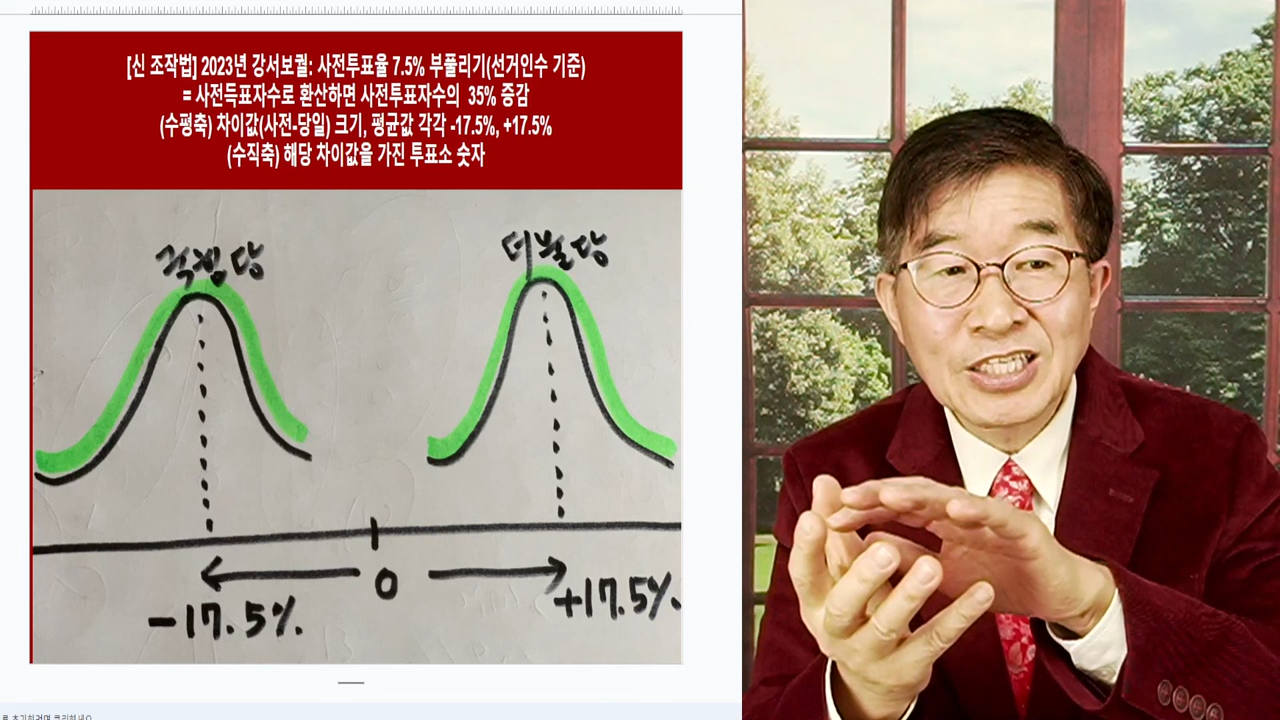 [신 조작법] 2023년 강서보궐: 사전투표율 7.5% 부풀리기(선거인수 기준)
= 사전득표자수로 환산하면 사전투표자수의 35% 증감
(수평축) 차이값(사전-당일) 크기, 평균값 각각 -17.5%, +17.5%
(수직축) 해당 차이값을 가진 투표소 숫자
국힘당 더불당
0
-17.5% +17.5%